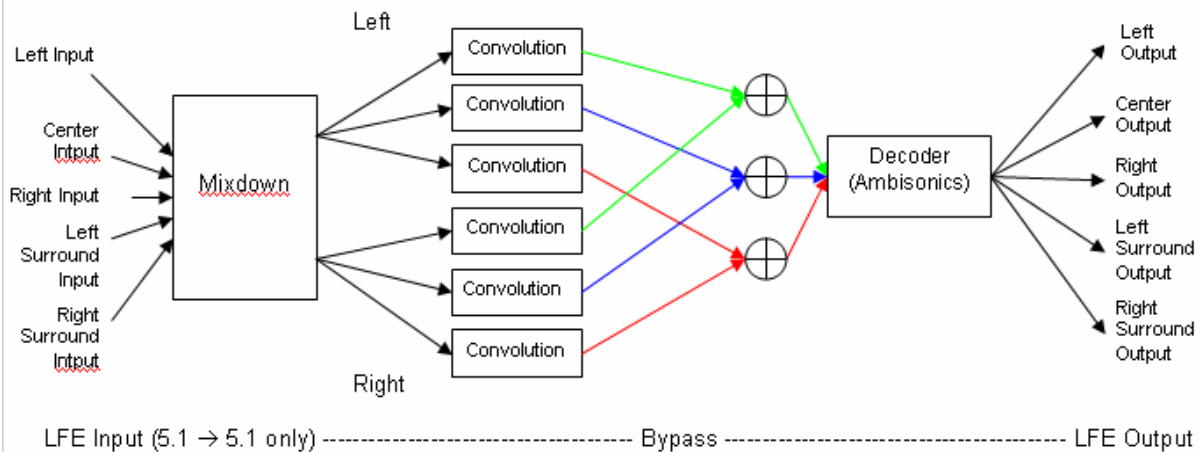 Left
Left Input
Center
Intput
Right Input
Left
Surround
Input
Right
Surround
Intput
Mixdown
Convolution
Convolution
Convolution
Convolution
Convolution
Convolution
Right
Decoder
(Ambisonics)
Left
Output
Center
Output
Right
Output
Left
Surround
Output
Right
Surround
Output
LFE Input (5.1 → 5.1 only) ------------------------------------ Bypass ---------------------------------------- LFE Output